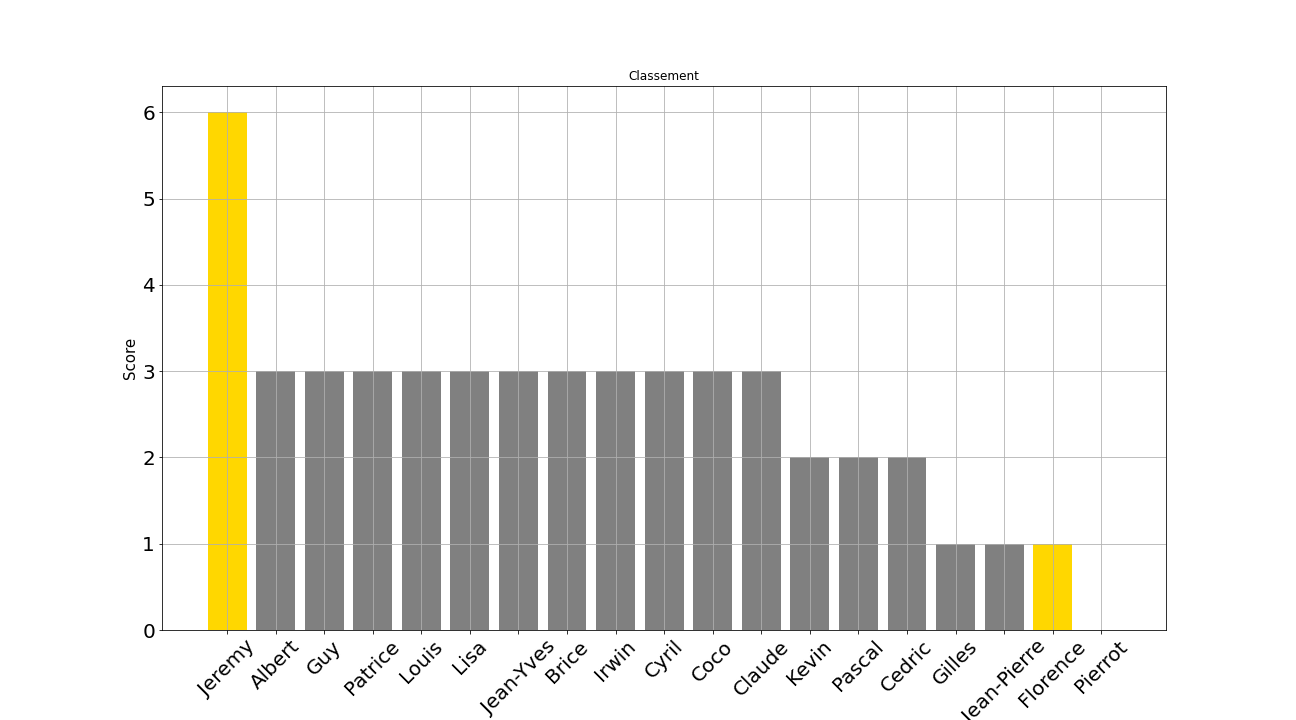 Classement
Score
6
5
4
3
2
1
0
Jeremy
Albert
Guy
Patrice
Louis
Lisa
Jean-Yves
Brice
Irwin
Cyril
Coco
Claude
Kevin
Pascal
Cedric
Gilles
Jean-Pierre
Florence
Pierrot